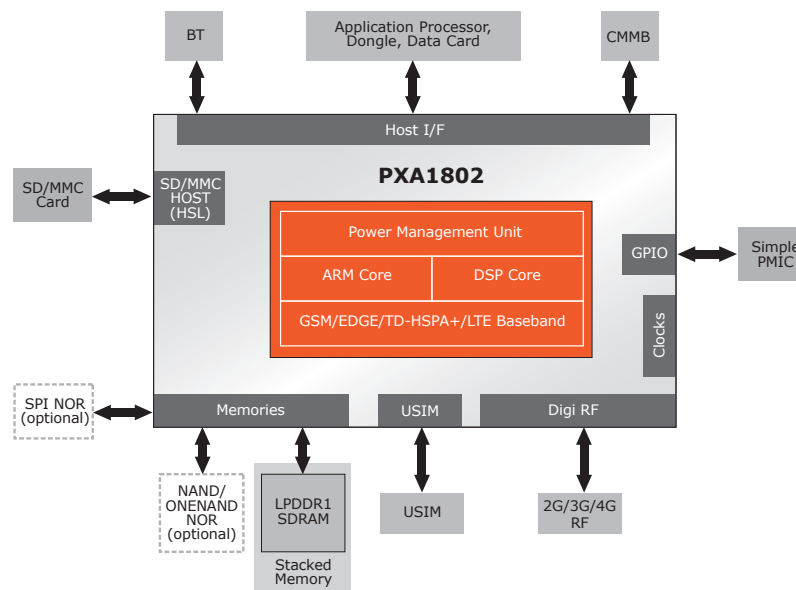 BT
Application Processor,
Dongle, Data Card
CMMB
Host I/F
PXA1802
SD/MMC
Card
SD/MMC
HOST
(HSL)
Power Management Unit
ARM Core
DSP Core
GSM/EDGE/TD-HSPA+/LTE Baseband
GPIO
Simple
PMIC
Clocks
SPI NOR
(optional)
Memories
USIM
Digi RF
NAND/
ONENAND
NOR
(optional)
LPDDR1
SDRAM
Stacked
Memory
USIM
2G/3G/4G
RF